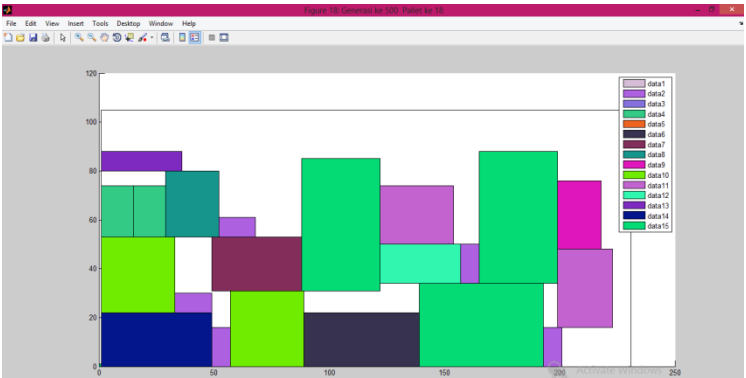 Figure 18: Generasi ke 500 Pallet ke 18
File Edit View Insert Tools Desktop Window Help
120
100
80
60
40
20
0
0 50 100 150 200 250
data1
data2
data3
data4
data5
data6
data7
data8
data9
data10
data11
data12
data13
data14
data15
Activate Windows